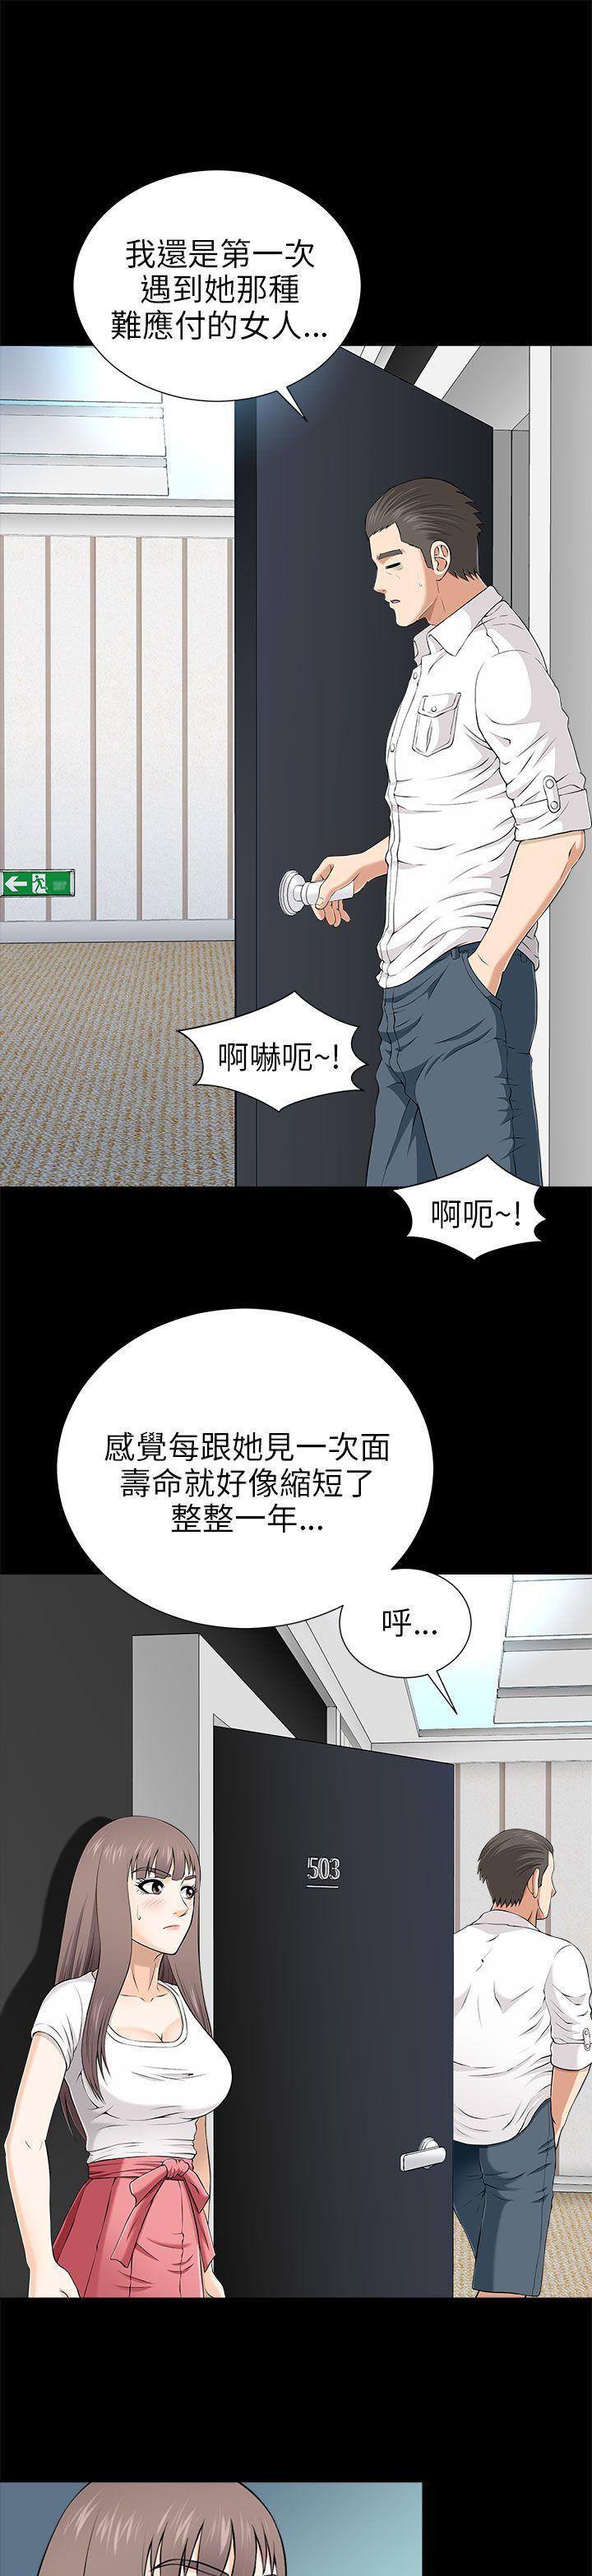 我還是第一次
遇到她那種
難應付的女人...
啊嚇呃~!
啊呃~!
感覺每跟她見一次面
壽命就好像縮短了
整整一年...
呼...
503